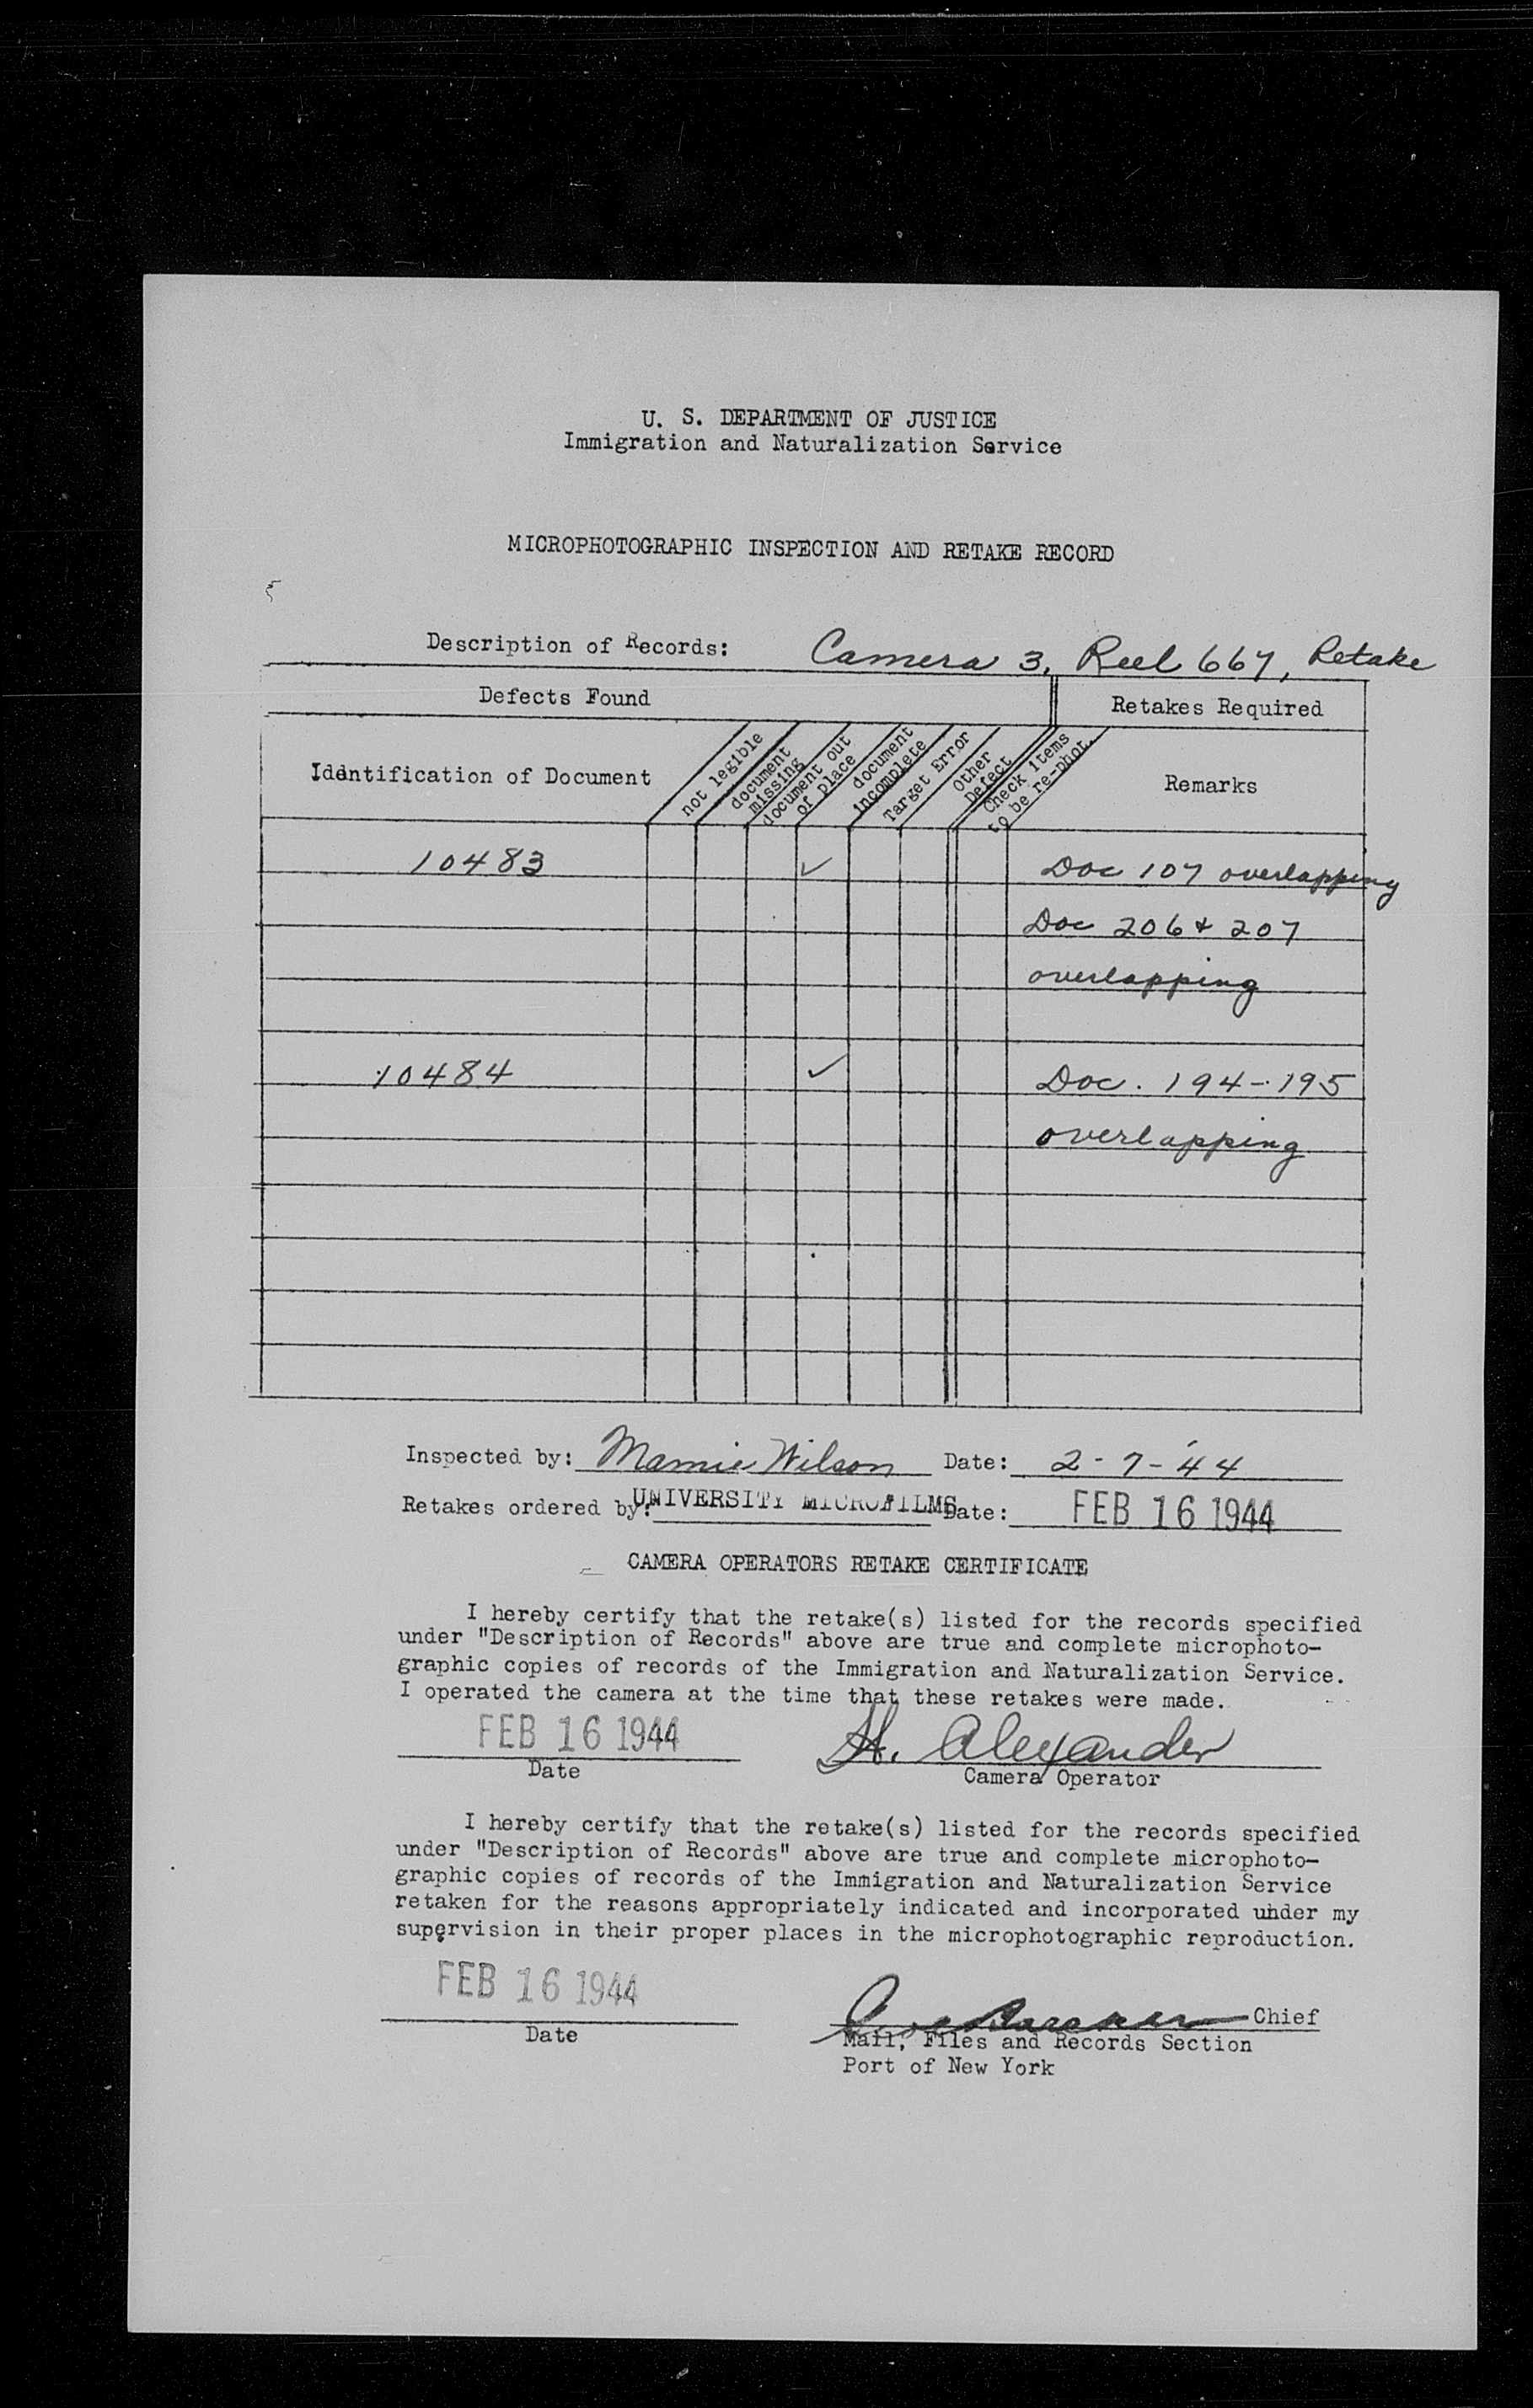 U. S. DEPARTMENT OF JUSTICE
Immigration and Naturalization Service
MICROPHOTOGRAPHIC INSPECTION AND RETAKE RECORD
Description of Records: Camera 3, Reel 667, Retake
Defects Found
Retakes Required
Identification of Document
not legible
document missing
document out of place
document incomplete
Target Error
Other Defect
Check items to be re-phot.
Remarks
10483 ✓ Doc 107 overlapping
Doc 206 & 207
overlapping
10484 ✓ Doc. 194-195
overlapping
Inspected by: Mamie Wilson Date: 2-7-'44
Retakes ordered by: UNIVERSITY MICROFILMS Date: FEB 16 1944
CAMERA OPERATORS RETAKE CERTIFICATE
I hereby certify that the retake(s) listed for the records specified
under "Description of Records" above are true and complete microphoto-
graphic copies of records of the Immigration and Naturalization Service.
I operated the camera at the time that these retakes were made.
FEB 16 1944 H. Alexander
Date
Camera Operator
I hereby certify that the retake(s) listed for the records specified
under "Description of Records" above are true and complete microphoto-
graphic copies of records of the Immigration and Naturalization Service
retaken for the reasons appropriately indicated and incorporated under my
supervision in their proper places in the microphotographic reproduction.
FEB 16 1944
Chief
Date
Mail, Files and Records Section
Port of New York